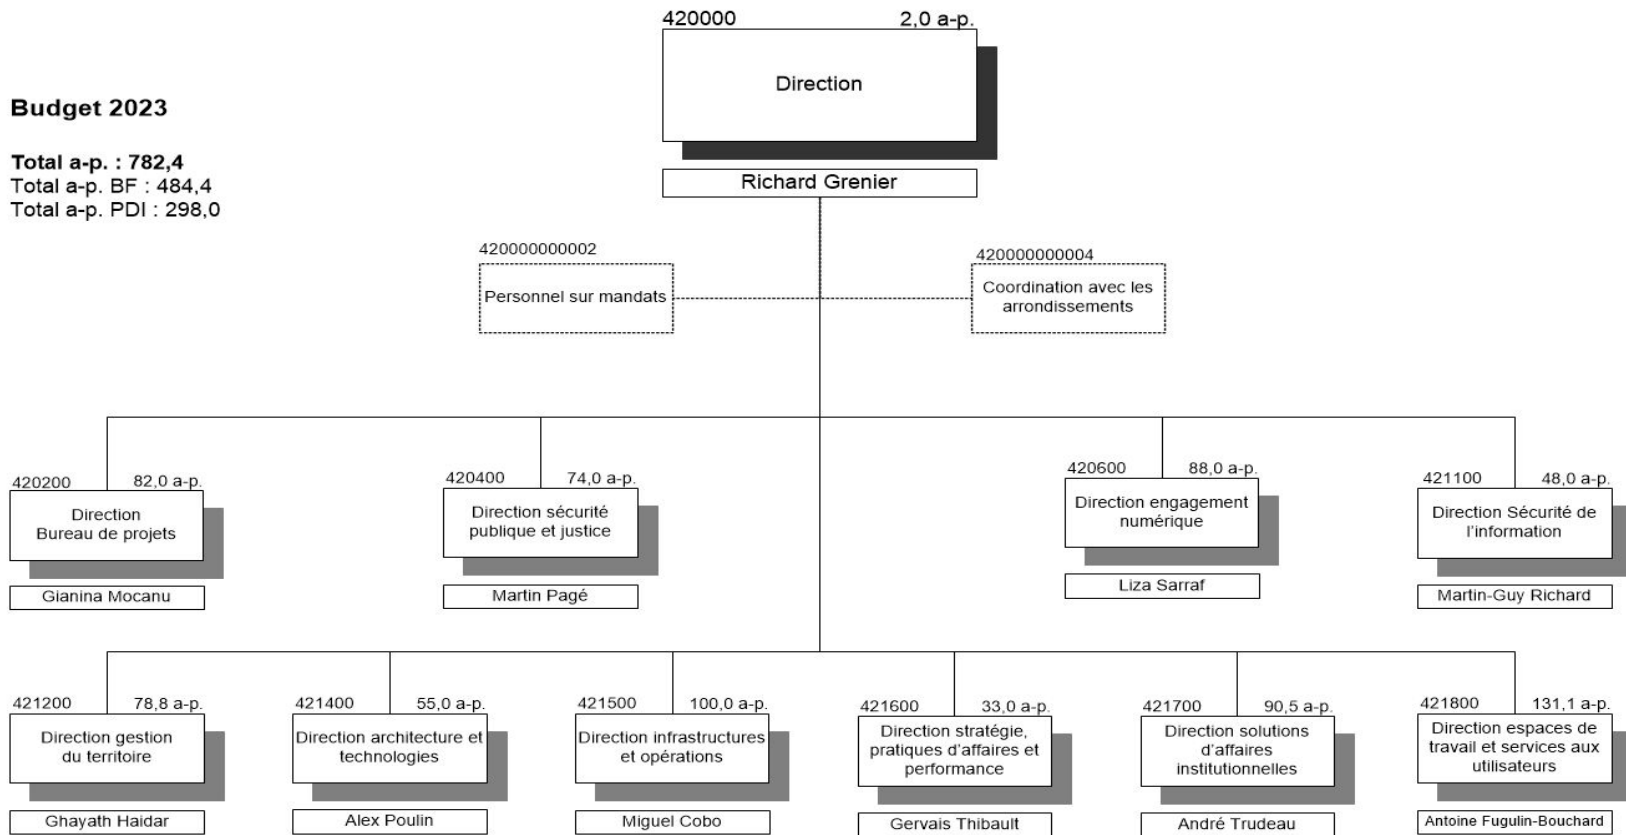 420000 2,0 a-p.
Direction
Richard Grenier
Budget 2023
Total a-p. : 782,4
Total a-p. BF : 484,4
Total a-p. PDI : 298,0
420000000002
Personnel sur mandats
420000000004
Coordination avec les
arrondissements
420200 82,0 a-p.
Direction
Bureau de projets
Gianina Mocanu
420400 74,0 a-p.
Direction sécurité
publique et justice
Martin Pagé
420600 88,0 a-p.
Direction engagement
numérique
Liza Sarraf
421100 48,0 a-p.
Direction Sécurité de
l'information
Martin-Guy Richard
421200 78,8 a-p.
Direction gestion
du territoire
Ghayath Haidar
421400 55,0 a-p.
Direction architecture et
technologies
Alex Poulin
421500 100,0 a-p.
Direction infrastructures
et opérations
Miguel Cobo
421600 33,0 a-p.
Direction stratégie,
pratiques d'affaires et
performance
Gervais Thibault
421700 90,5 a-p.
Direction solutions
d'affaires
institutionnelles
André Trudeau
421800 131,1 a-p.
Direction espaces de
travail et services aux
utilisateurs
Antoine Fugulin-Bouchard